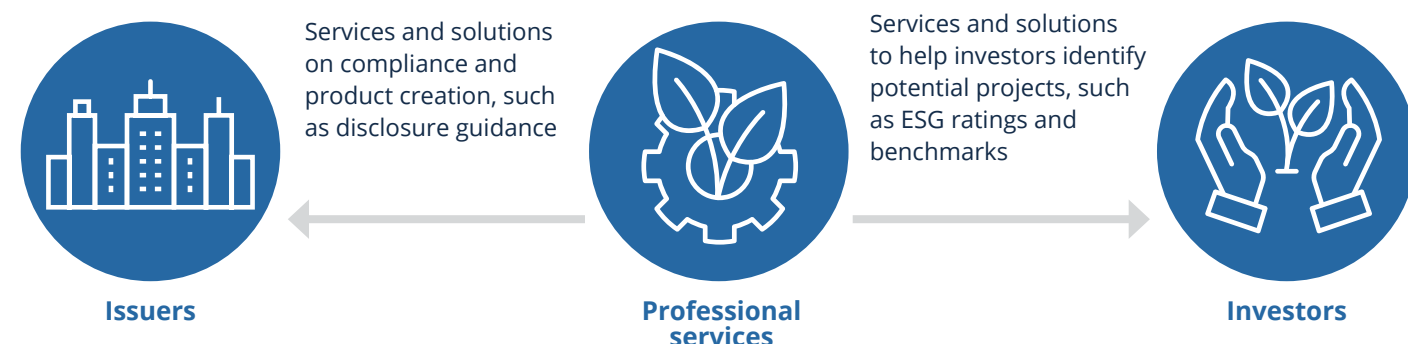 Services and solutions
on compliance and
product creation, such
as disclosure guidance
Services and solutions
to help investors identify
potential projects, such
as ESG ratings and
benchmarks
Issuers
Professional
services
Investors